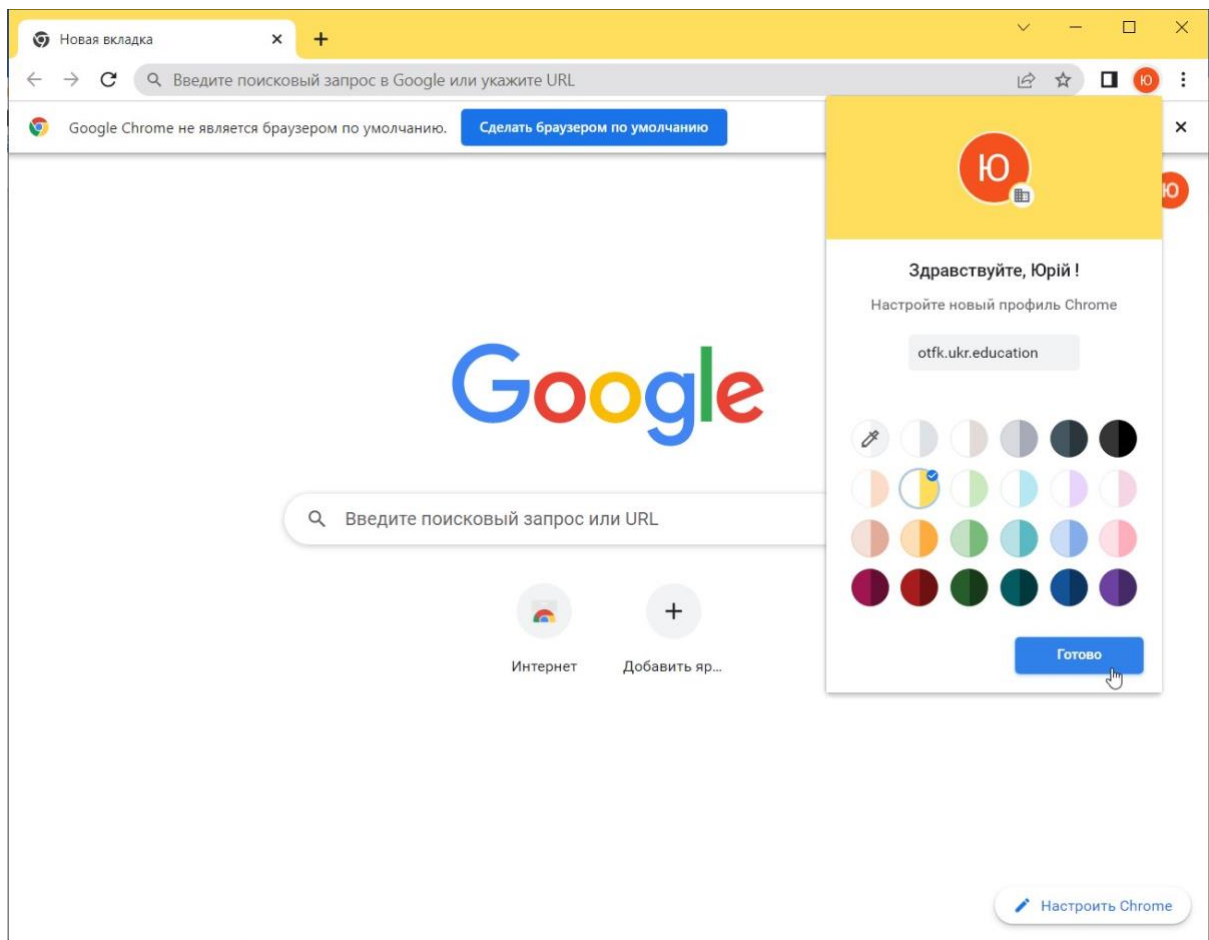 Новая вкладка
Введите поисковый запрос в Google или укажите URL
Ю
Google Chrome не является браузером по умолчанию.
Сделать браузером по умолчанию
Ю
Ю
Здравствуйте, Юрій !
Настройте новый профиль Chrome
otfk.ukr.education
Google
Введите поисковый запрос или URL
Интернет
Добавить яр...
Готово
Настроить Chrome